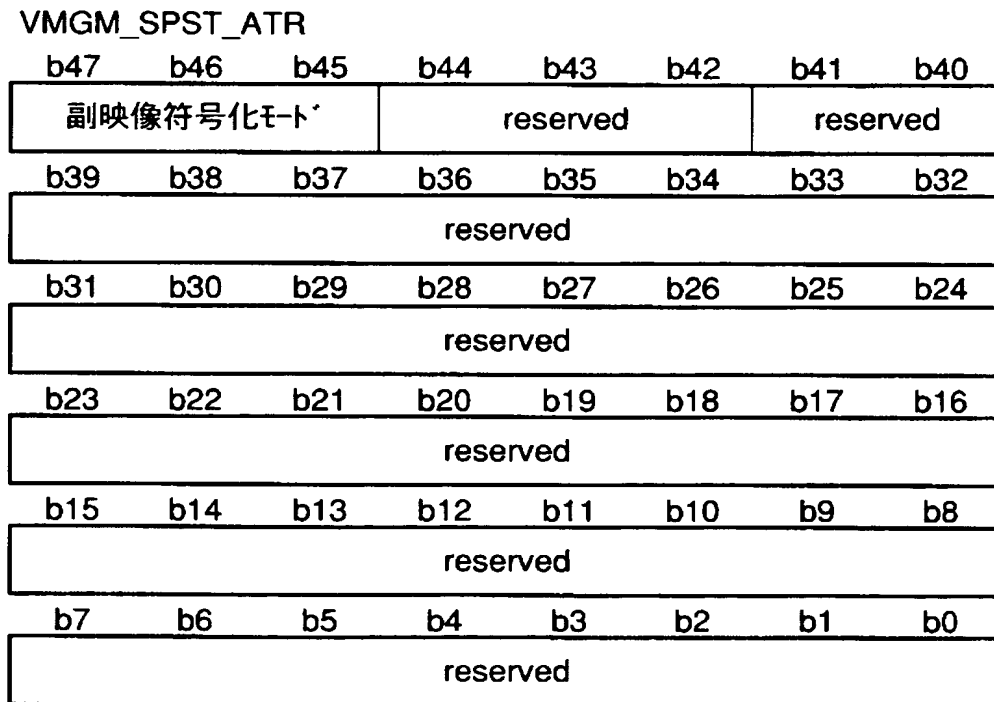 VMGM_SPST_ATR
b47 b46 b45 b44 b43 b42 b41 b40
副映像符号化ﾓｰﾄﾞ reserved reserved
b39 b38 b37 b36 b35 b34 b33 b32
reserved
b31 b30 b29 b28 b27 b26 b25 b24
reserved
b23 b22 b21 b20 b19 b18 b17 b16
reserved
b15 b14 b13 b12 b11 b10 b9 b8
reserved
b7 b6 b5 b4 b3 b2 b1 b0
reserved